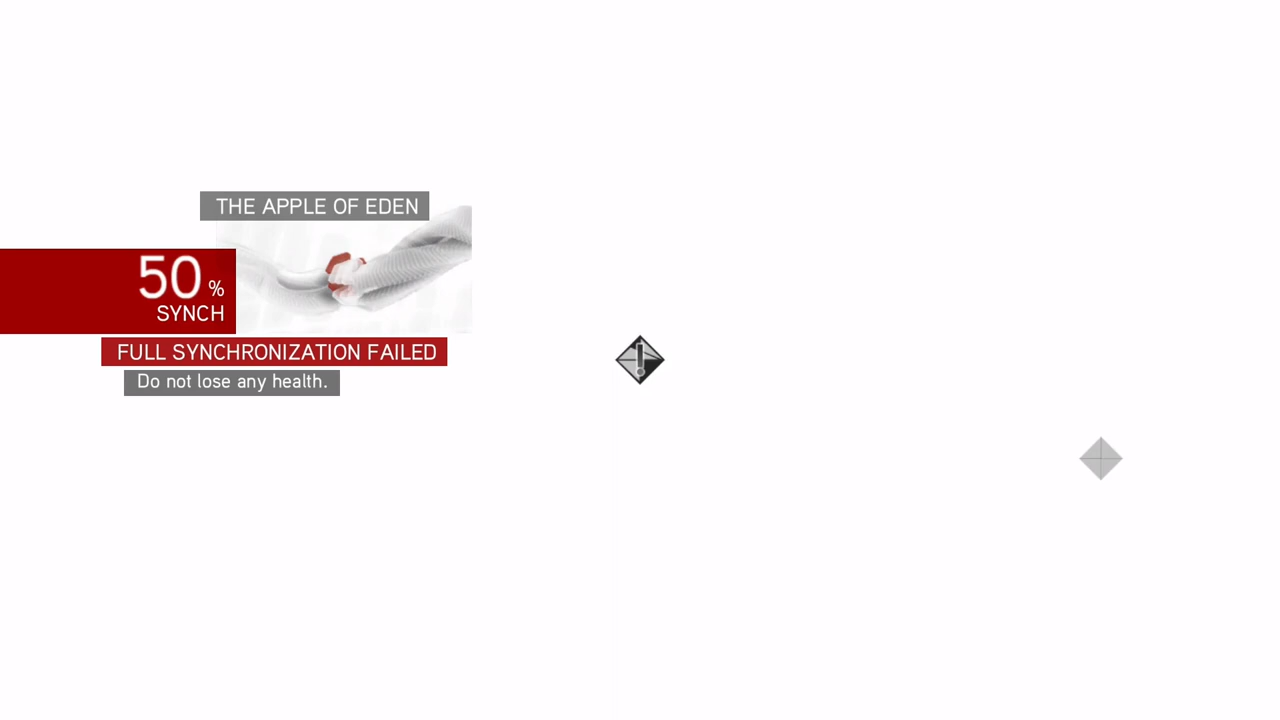 THE APPLE OF EDEN
50 %
SYNCH
FULL SYNCHRONIZATION FAILED
Do not lose any health.